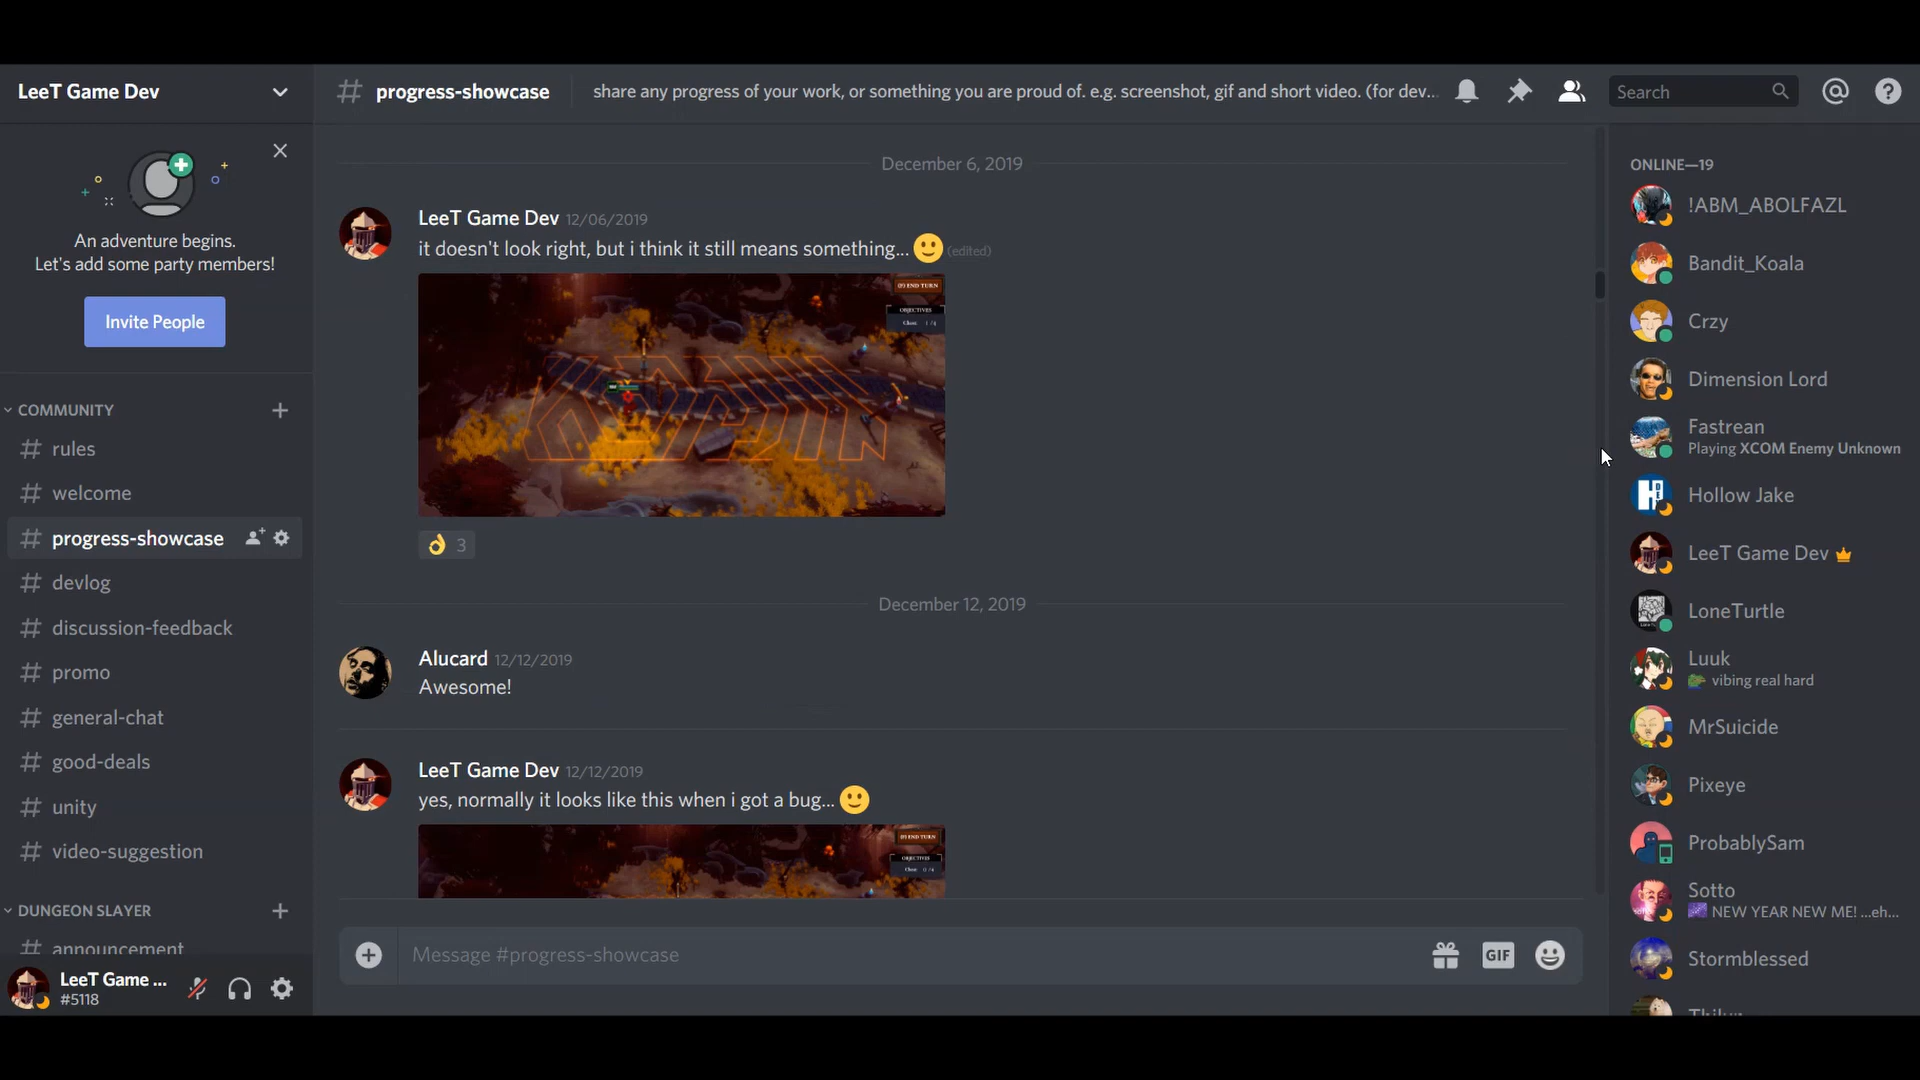 LeeT Game Dev
# progress-showcase
share any progress of your work, or something you are proud of. e.g. screenshot, gif and short video. (for dev...
Search
An adventure begins.
Let's add some party members!
Invite People
COMMUNITY
# rules
# welcome
# progress-showcase
# devlog
# discussion-feedback
# promo
# general-chat
# good-deals
# unity
# video-suggestion
DUNGEON SLAYER
# announcement
LeeT Game ...
#5118
December 6, 2019
LeeT Game Dev 12/06/2019
it doesn't look right, but i think it still means something... (edited)
END TURN
OBJECTIVES
3
December 12, 2019
Alucard 12/12/2019
Awesome!
LeeT Game Dev 12/12/2019
yes, normally it looks like this when i got a bug...
END TURN
OBJECTIVES
Message #progress-showcase
GIF
ONLINE—19
!ABM_ABOLFAZL
Bandit_Koala
Crzy
Dimension Lord
Fastrean
Playing XCOM Enemy Unknown
Hollow Jake
LeeT Game Dev
LoneTurtle
Luuk
vibing real hard
MrSuicide
Pixeye
ProbablySam
Sotto
NEW YEAR NEW ME! ...eh...
Stormblessed